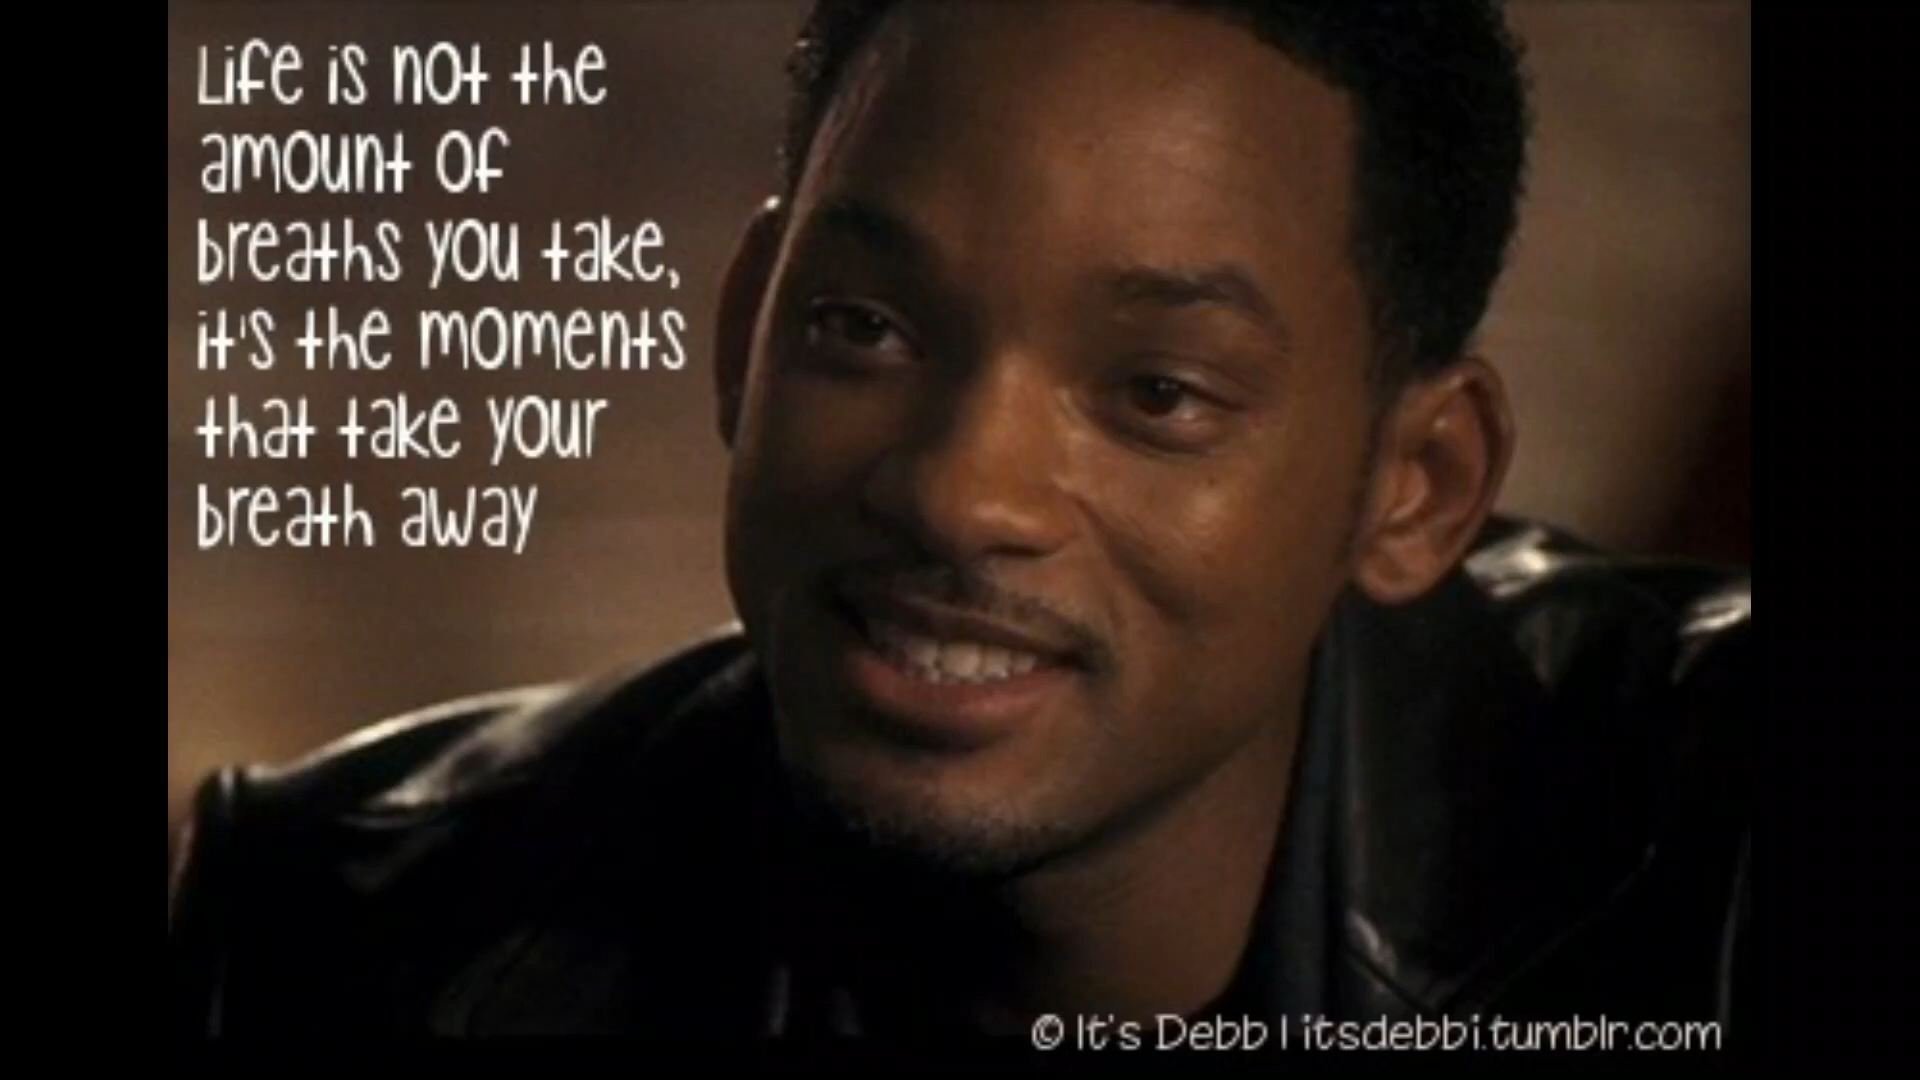 Life is not the
amount of
breaths you take,
it's the moments
that take your
breath away
© It's Debb | itsdebbi.tumblr.com